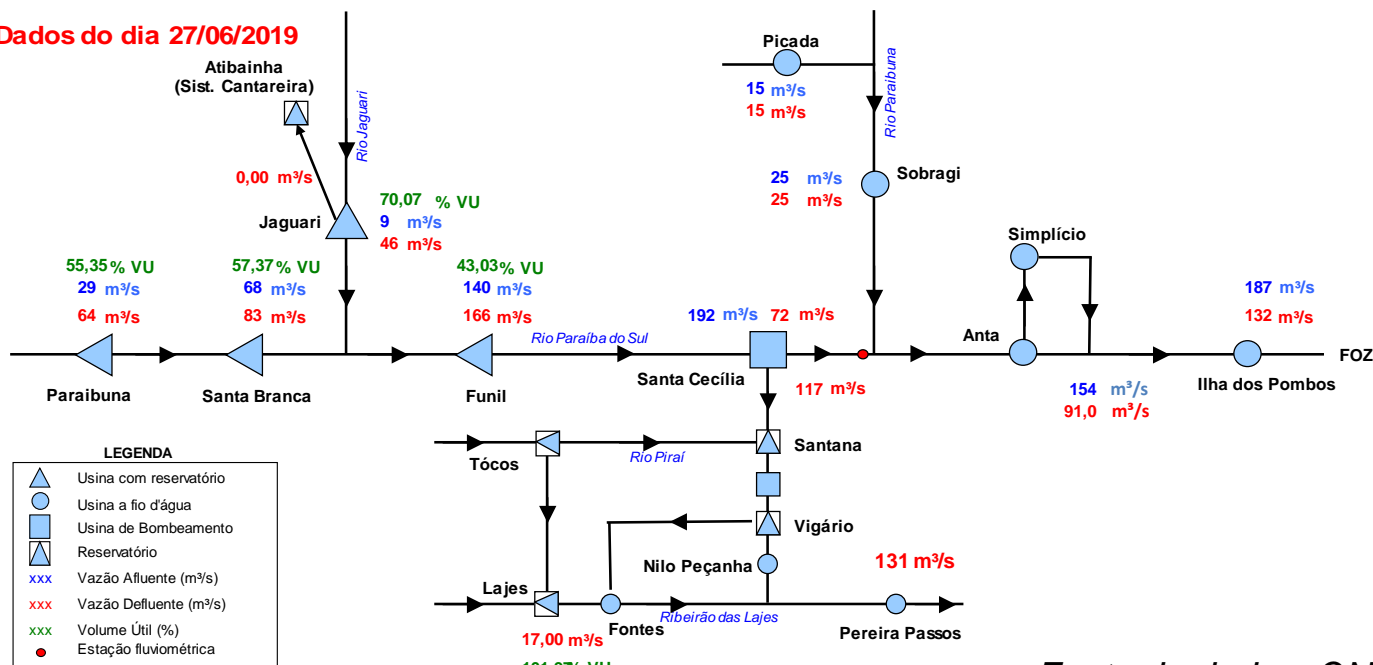 Dados do dia 27/06/2019
Atibainha
(Sist. Cantareira)
Rio Jaguari
0,00 m³/s
Jaguari
70,07 % VU
9 m³/s
46 m³/s
Picada
15 m³/s
15 m³/s
Rio Paraibuna
25 m³/s
25 m³/s
Sobragi
55,35 % VU
29 m³/s
64 m³/s
Paraibuna
57,37 % VU
68 m³/s
83 m³/s
Santa Branca
43,03 % VU
140 m³/s
166 m³/s
Funil
Rio Paraíba do Sul
192 m³/s 72 m³/s
Santa Cecília
117 m³/s
Simplício
Anta
154 m³/s
91,0 m³/s
187 m³/s
132 m³/s
Ilha dos Pombos
FOZ
Tócos
Rio Piraí
Santana
Vigário
Nilo Peçanha
131 m³/s
Lajes
Fontes
Ribeirão das Lajes
Pereira Passos
17,00 m³/s
LEGENDA
Usina com reservatório
Usina a fio d'água
Usina de Bombeamento
Reservatório
xxx Vazão Afluente (m³/s)
xxx Vazão Defluente (m³/s)
xxx Volume Útil (%)
Estação fluviométrica